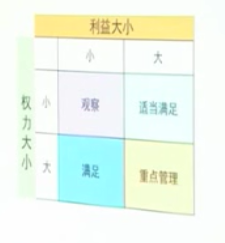 利益大小
小 大
权力大小
小 观察 适当满足
大 满足 重点管理